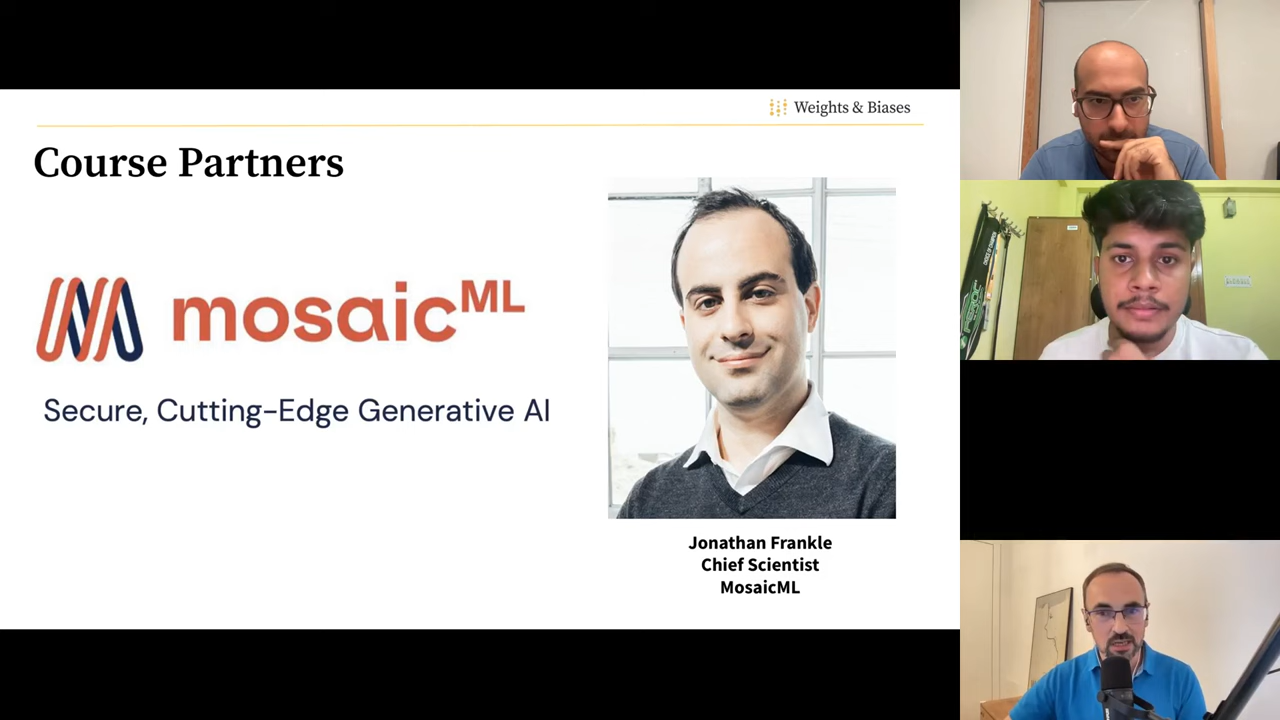 Weights & Biases
Course Partners
mosaicML
Secure, Cutting-Edge Generative AI
Jonathan Frankle
Chief Scientist
MosaicML